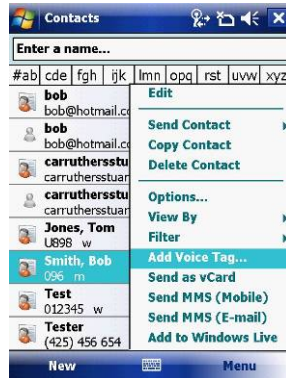 Contacts
Enter a name...
#ab cde fgh ijk lmn opq rst uvw xyz
bob
bob@hotmail.co
bob
bob@hotmail.co
carruthersstu
carruthersstuar
carruthersstu
carruthersstuar
Jones, Tom
U898 w
Smith, Bob
096 m
Test
012345 w
Tester
(425) 456 654
Edit
Send Contact
Copy Contact
Delete Contact
Options...
View By
Filter
Add Voice Tag...
Send as vCard
Send MMS (Mobile)
Send MMS (E-mail)
Add to Windows Live
New
Menu